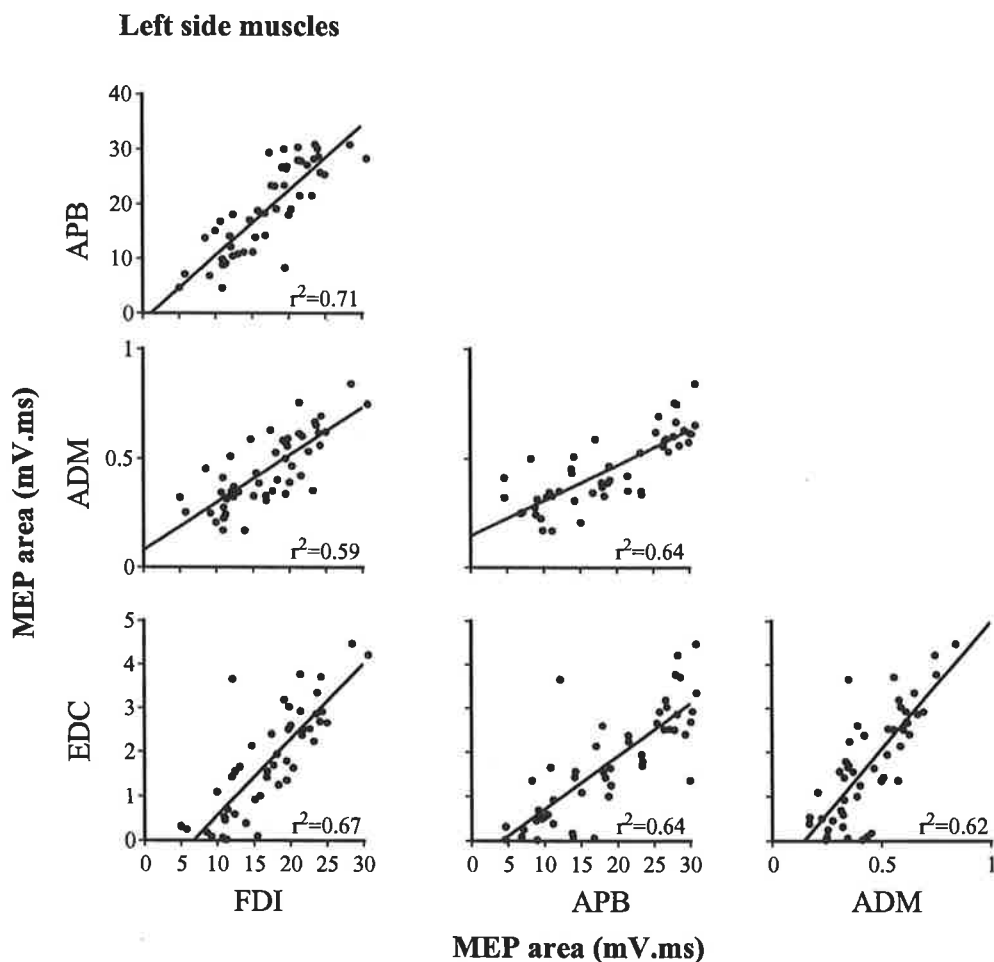 Left side muscles
40
30
20
10
0
APB
r²=0.71
1
0.5
0
ADM
r²=0.59
r²=0.64
MEP area (mV.ms)
5
4
3
2
1
0
EDC
r²=0.67
r²=0.64
r²=0.62
0 5 10 15 20 25 30
0 5 10 15 20 25 30
0 0.5 1
FDI
APB
ADM
MEP area (mV.ms)